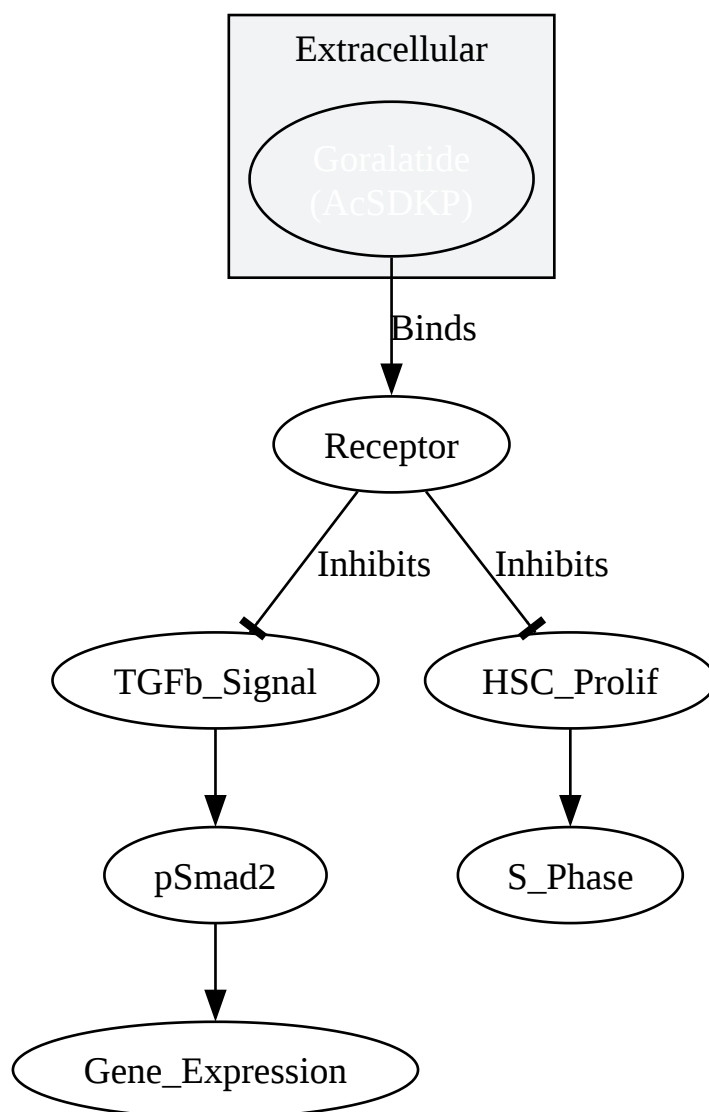 Extracellular
Goralatide
(AcSDKP)
Binds
Receptor
Inhibits
Inhibits
TGFb_Signal
HSC_Prolif
pSmad2
S_Phase
Gene_Expression